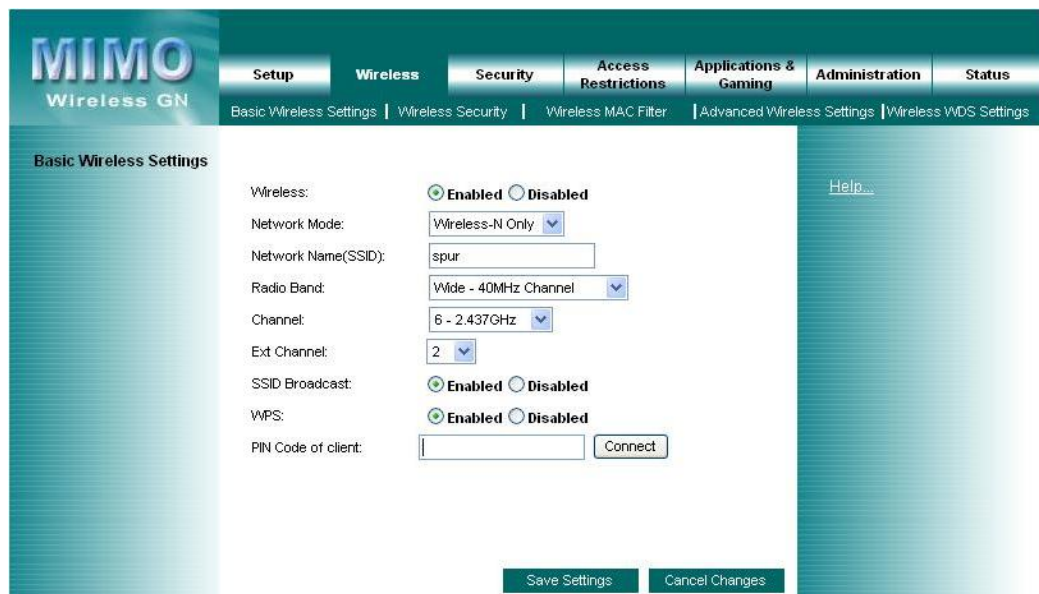 MIMO
Wireless GN
Setup Wireless Security Access Restrictions Applications & Gaming Administration Status
Basic Wireless Settings | Wireless Security | Wireless MAC Filter | Advanced Wireless Settings | Wireless WDS Settings
Basic Wireless Settings
Help...
Wireless: Enabled Disabled
Network Mode: Wireless-N Only
Network Name(SSID): spur
Radio Band: Wide - 40MHz Channel
Channel: 6 - 2.437GHz
Ext Channel: 2
SSID Broadcast: Enabled Disabled
WPS: Enabled Disabled
PIN Code of client: Connect
Save Settings Cancel Changes